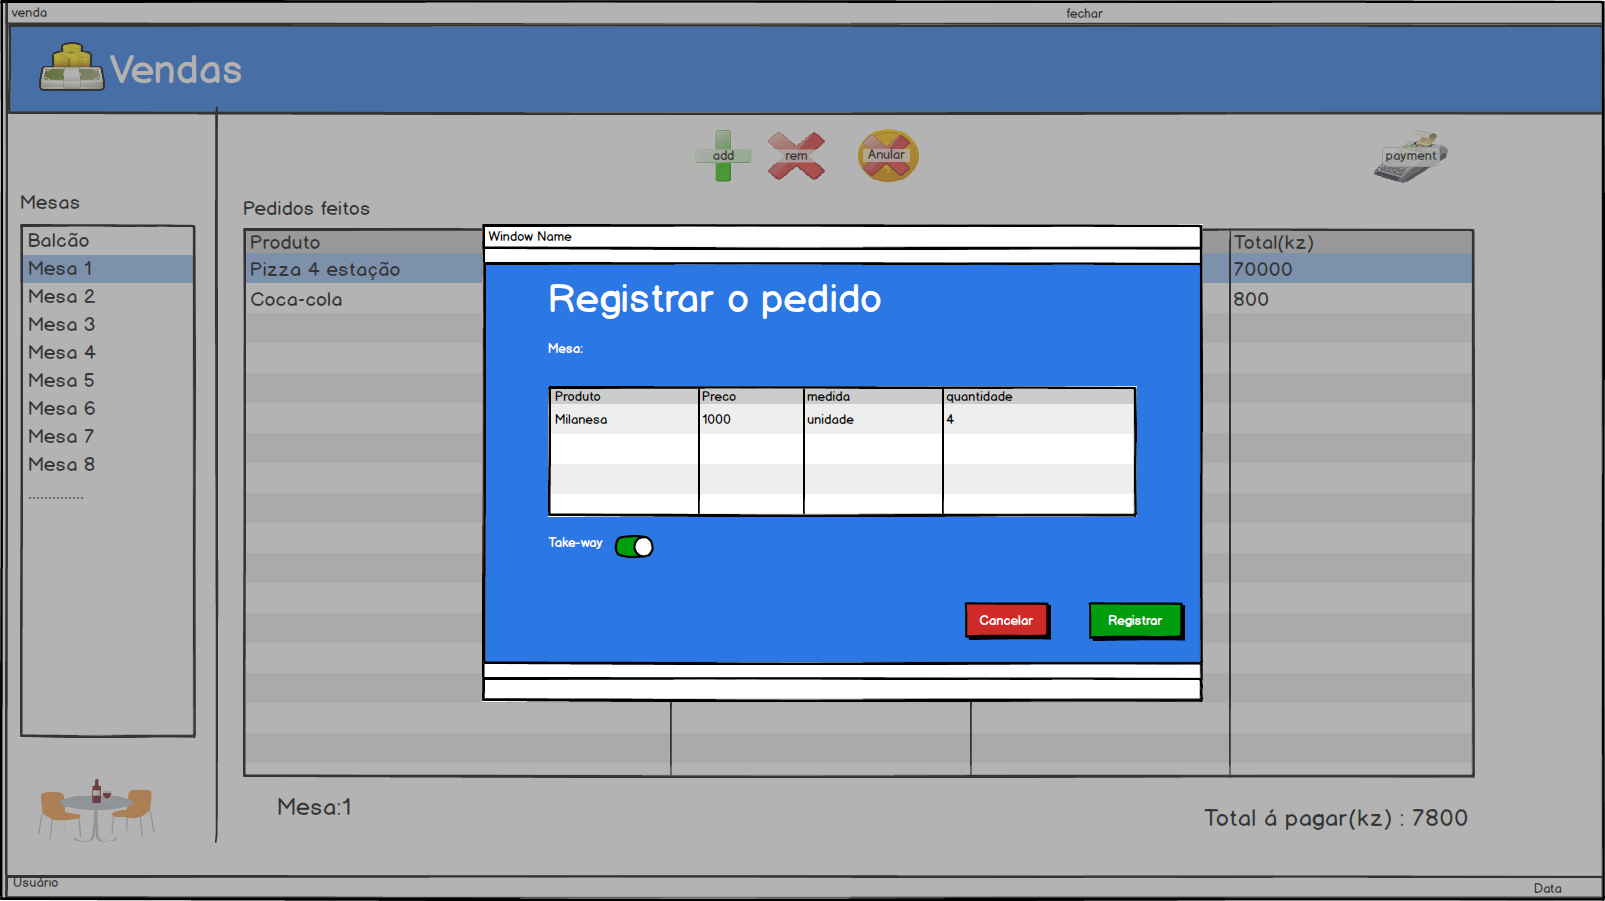 venda
fechar
Vendas
add
rem
Anular
payment
Mesas
Balcão
Mesa 1
Mesa 2
Mesa 3
Mesa 4
Mesa 5
Mesa 6
Mesa 7
Mesa 8
..............
Pedidos feitos
Produto Total(kz)
Pizza 4 estação 70000
Coca-cola 800
Window Name
Registrar o pedido
Mesa:
Produto Preco medida quantidade
Milanesa 1000 unidade 4
Take-way
Cancelar
Registrar
Mesa:1
Total á pagar(kz) : 7800
Usuário
Data